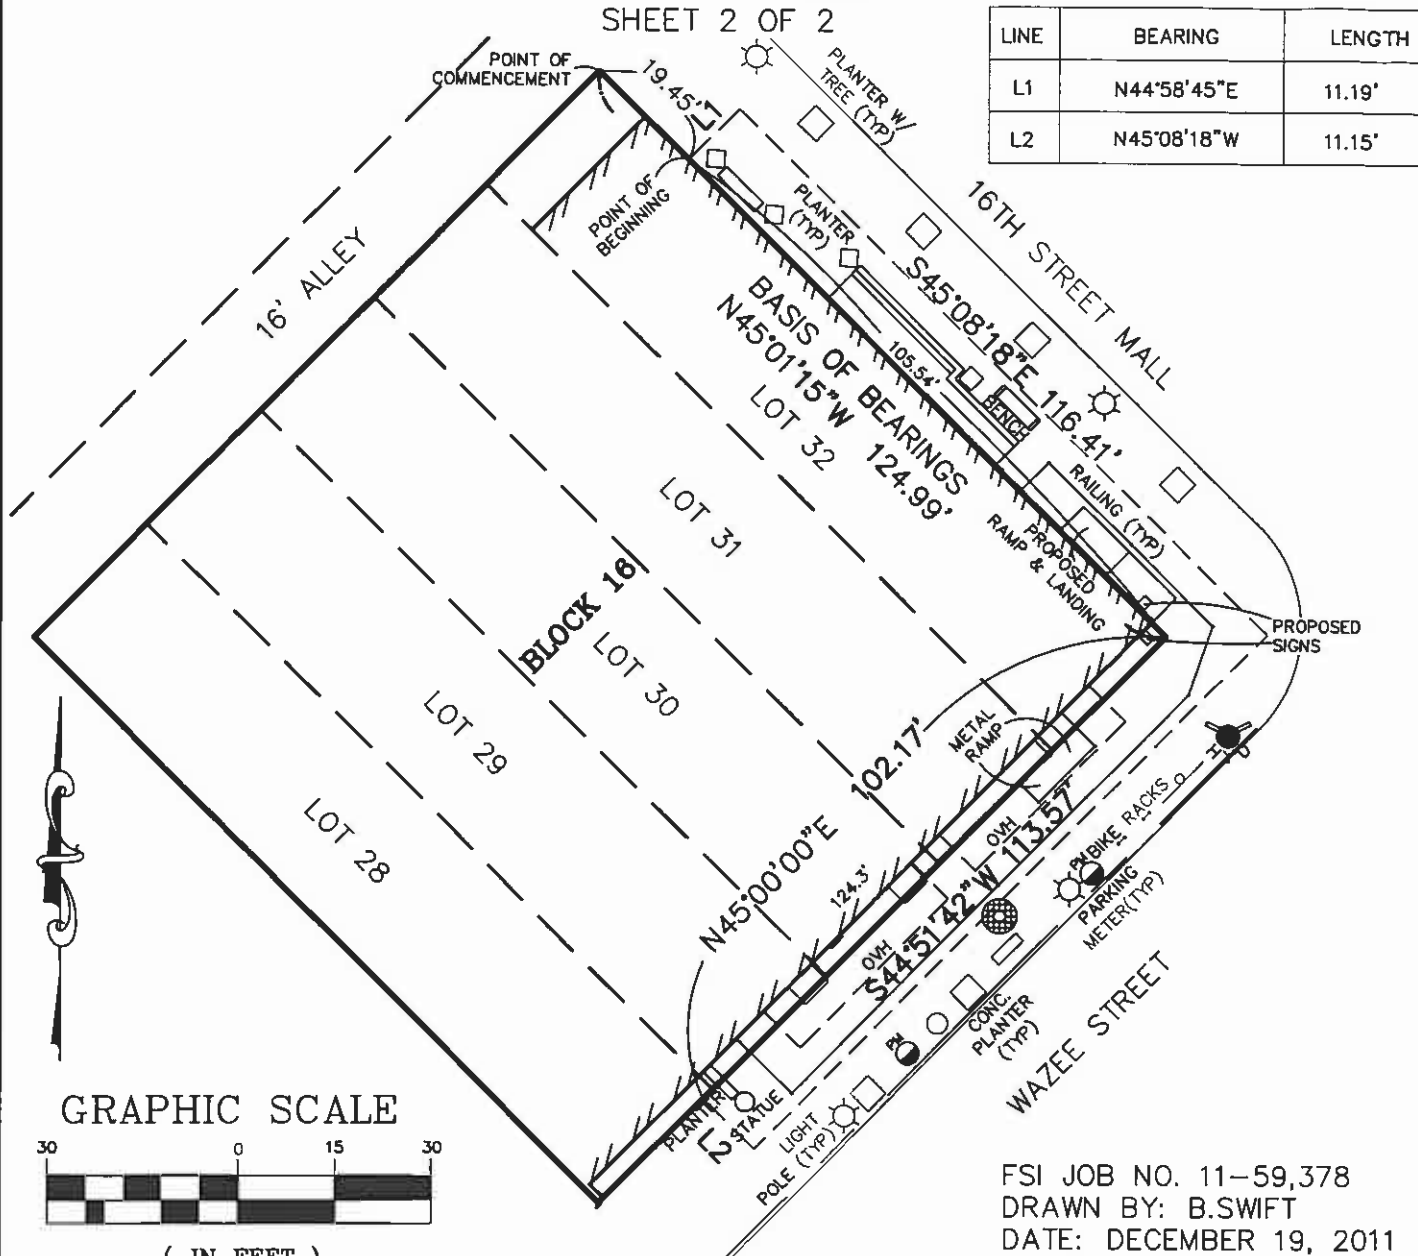 SHEET 2 OF 2
LINE BEARING LENGTH
L1 N44°58'45"E 11.19'
L2 N45°08'18"W 11.15'
POINT OF
COMMENCEMENT
19.45'
PLANTER W/
TREE (TYP)
16TH STREET MALL
POINT OF
BEGINNING
PLANTER
(TYP)
16' ALLEY
S45°08'18"E 116.41'
BASIS OF BEARINGS
N45°01'15"W 124.99'
105.54'
BENCH
LOT 32
RAILING (TYP)
LOT 31
PROPOSED
RAMP & LANDING
BLOCK 16
PROPOSED
SIGNS
LOT 30
LOT 29
LOT 28
METAL
RAMP
102.17'
N45°00'00"E
124.3'
OVH
OVH
S44°51'42"W 113.57'
HYD
BIKE RACKS
PM
PARKING
METER(TYP)
WAZEE STREET
CONC.
PLANTER
(TYP)
PM
PLANTER
STATUE
L2
LIGHT
POLE (TYP)
GRAPHIC SCALE
30 0 15 30
( IN FEET )
FSI JOB NO. 11-59,378
DRAWN BY: B.SWIFT
DATE: DECEMBER 19, 2011